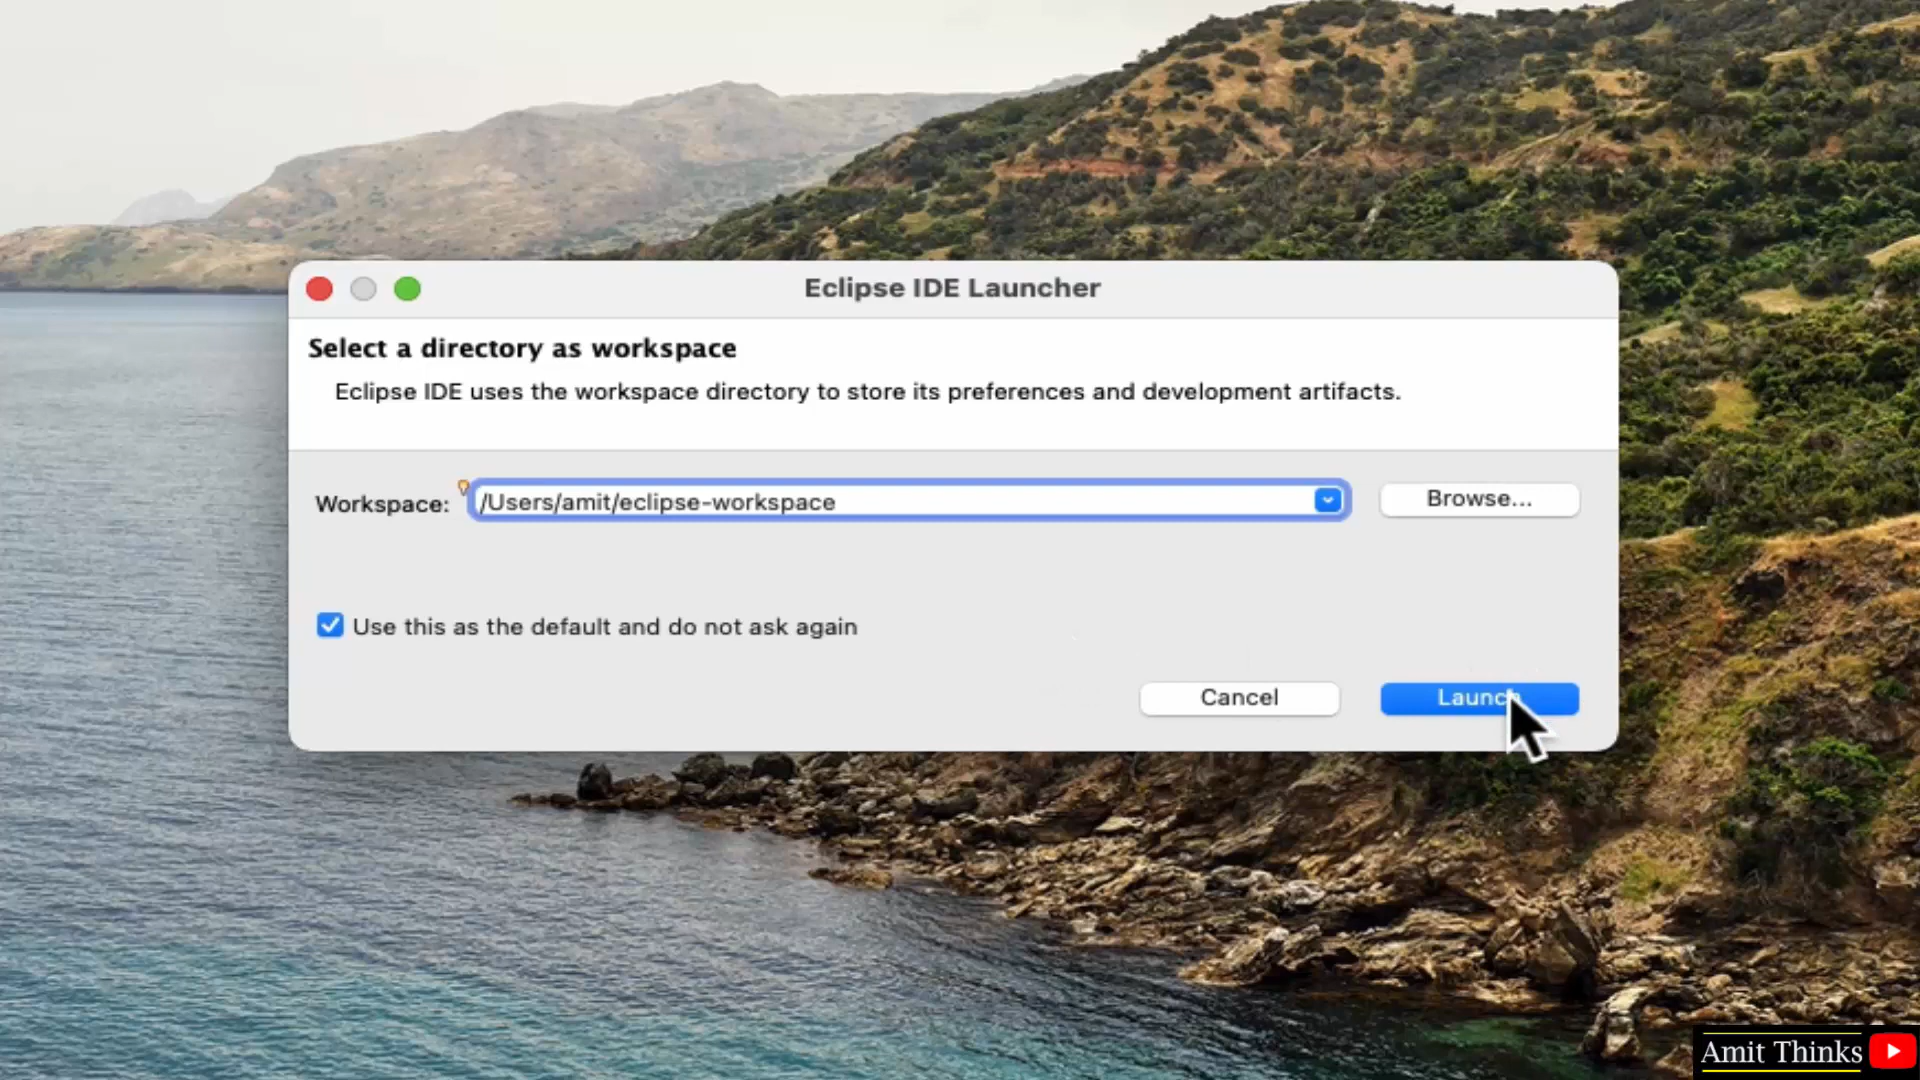 Eclipse IDE Launcher
Select a directory as workspace
Eclipse IDE uses the workspace directory to store its preferences and development artifacts.
Workspace: /Users/amit/eclipse-workspace Browse...
Use this as the default and do not ask again
Cancel Launch
Amit Thinks